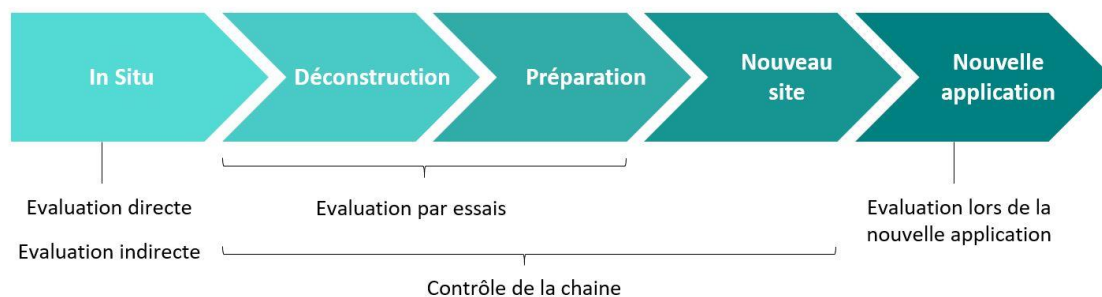 In Situ
Déconstruction
Préparation
Nouveau
site
Nouvelle
application
Evaluation directe
Evaluation indirecte
Evaluation par essais
Evaluation lors de la
nouvelle application
Contrôle de la chaine